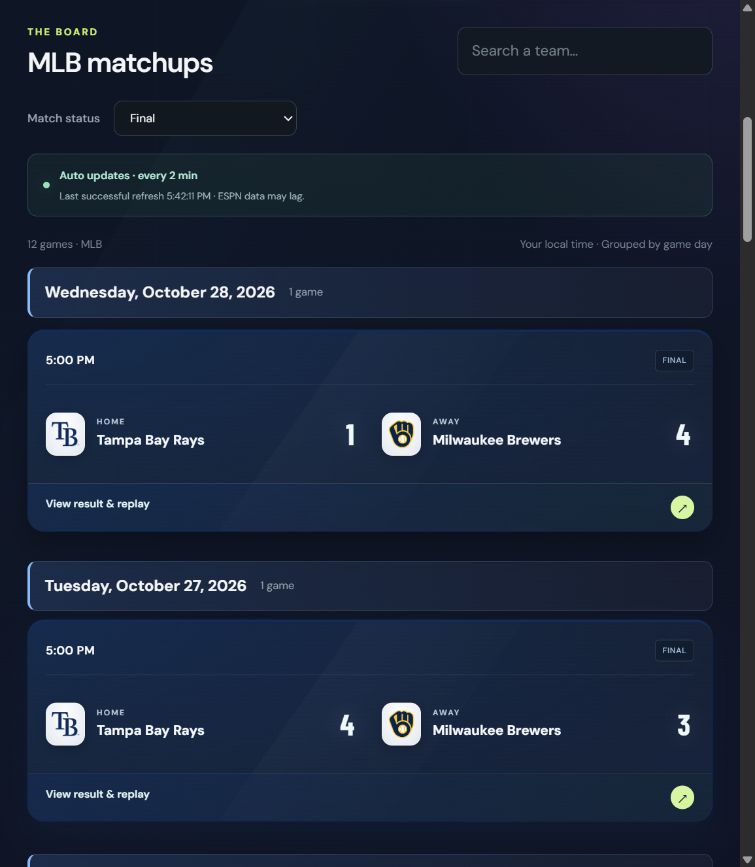 THE BOARD
MLB matchups
Search a team...
Match status
Final
Auto updates · every 2 min
Last successful refresh 5:42:11 PM · ESPN data may lag.
12 games · MLB
Your local time · Grouped by game day
Wednesday, October 28, 2026 1 game
5:00 PM
FINAL
TB
HOME
Tampa Bay Rays
1
AWAY
Milwaukee Brewers
4
View result & replay
Tuesday, October 27, 2026 1 game
5:00 PM
FINAL
TB
HOME
Tampa Bay Rays
4
AWAY
Milwaukee Brewers
3
View result & replay